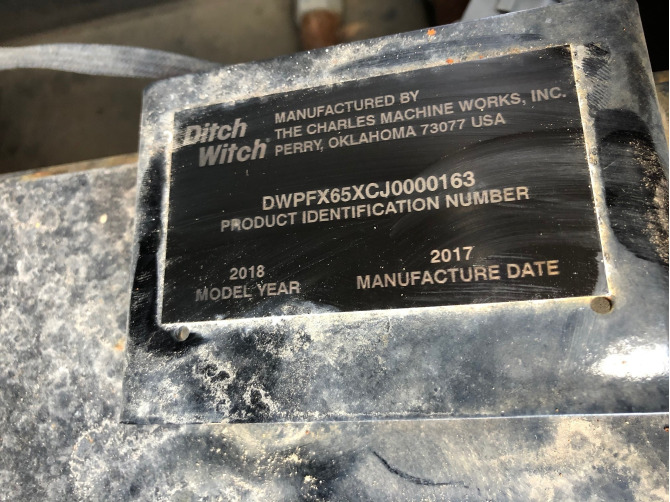 Ditch Witch®
MANUFACTURED BY
THE CHARLES MACHINE WORKS, INC.
PERRY, OKLAHOMA 73077 USA
DWPFX65XCJ0000163
PRODUCT IDENTIFICATION NUMBER
2018
MODEL YEAR
2017
MANUFACTURE DATE